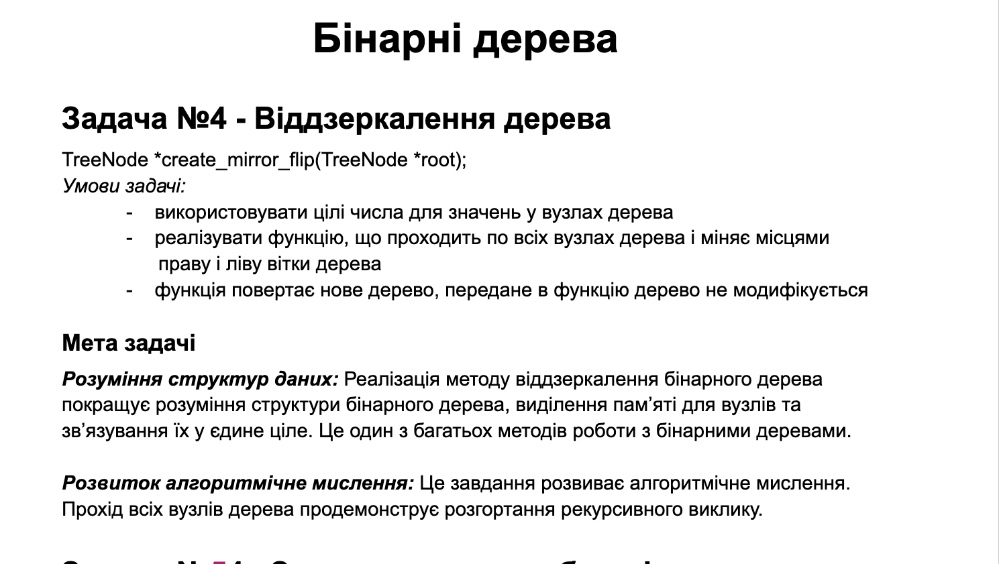 Бінарні дерева
Задача №4 - Віддзеркалення дерева
TreeNode *create_mirror_flip(TreeNode *root);
Умови задачі:
- використовувати цілі числа для значень у вузлах дерева
- реалізувати функцію, що проходить по всіх вузлах дерева і міняє місцями
праву і ліву вітки дерева
- функція повертає нове дерево, передане в функцію дерево не модифікується
Мета задачі
Розуміння структур даних: Реалізація методу віддзеркалення бінарного дерева
покращує розуміння структури бінарного дерева, виділення пам’яті для вузлів та
зв’язування їх у єдине ціле. Це один з багатьох методів роботи з бінарними деревами.
Розвиток алгоритмічне мислення: Це завдання розвиває алгоритмічне мислення.
Прохід всіх вузлів дерева продемонструє розгортання рекурсивного виклику.